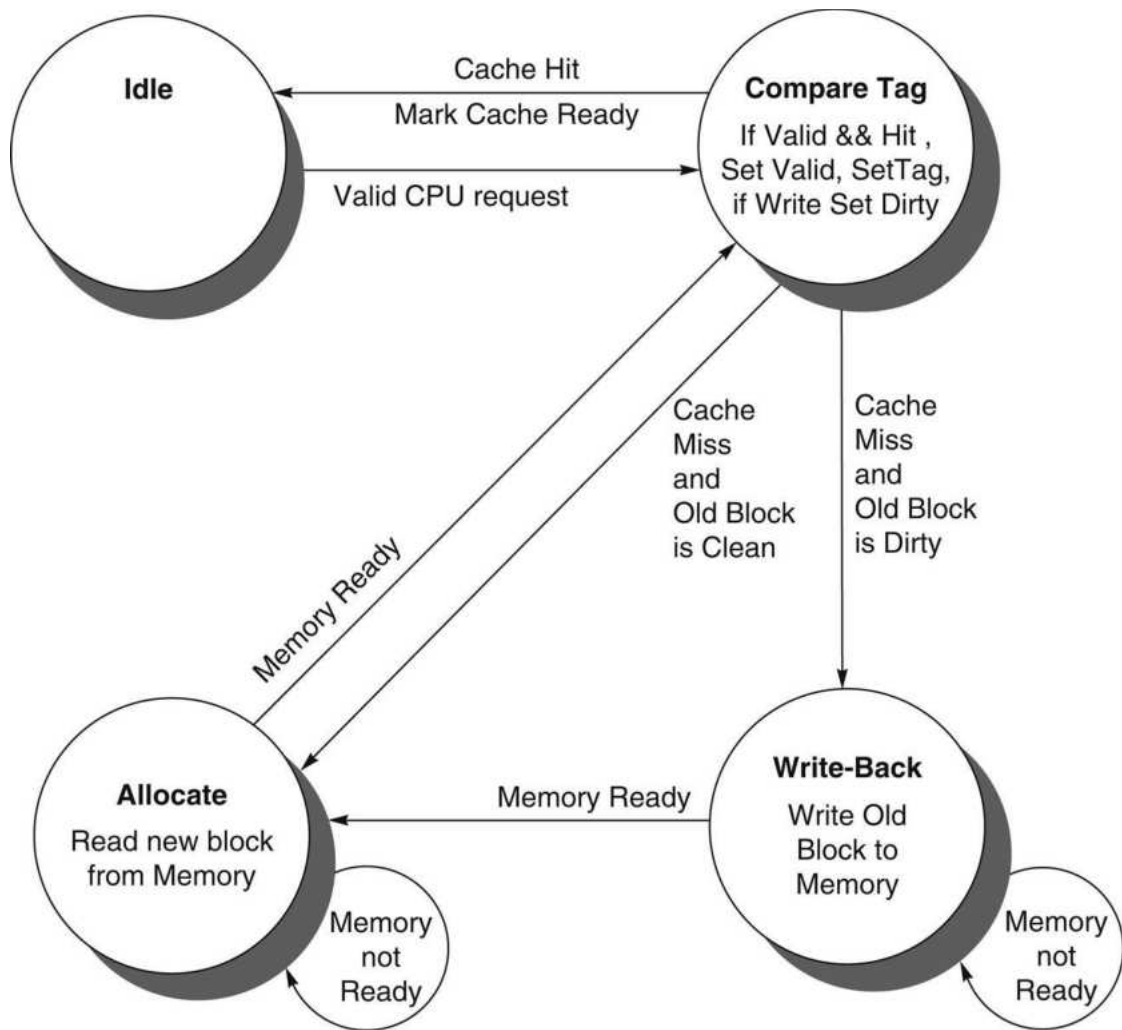 Idle
Cache Hit
Mark Cache Ready
Valid CPU request
Compare Tag
If Valid && Hit ,
Set Valid, SetTag,
if Write Set Dirty
Cache
Miss
and
Old Block
is Clean
Cache
Miss
and
Old Block
is Dirty
Memory Ready
Allocate
Read new block
from Memory
Memory
not
Ready
Memory Ready
Write-Back
Write Old
Block to
Memory
Memory
not
Ready